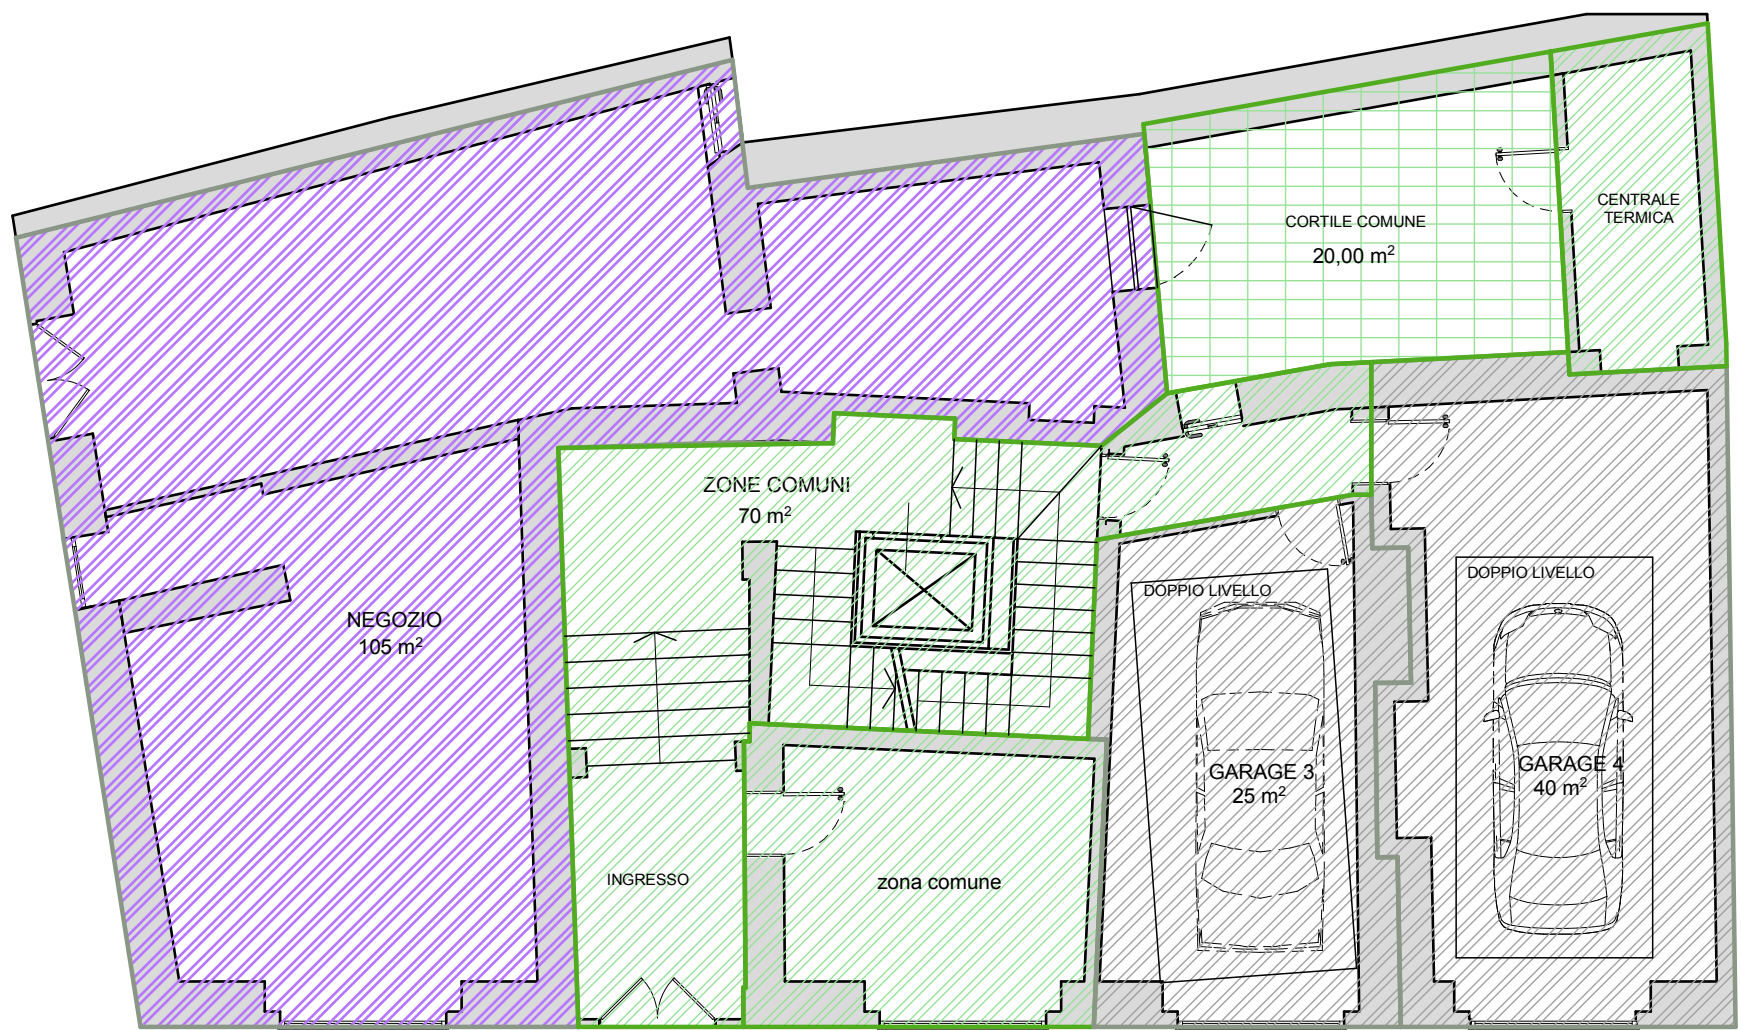 CENTRALE
TERMICA
CORTILE COMUNE
20,00 m²
ZONE COMUNI
70 m²
DOPPIO LIVELLO
DOPPIO LIVELLO
NEGOZIO
105 m²
GARAGE 3
25 m²
GARAGE 4
40 m²
INGRESSO
zona comune